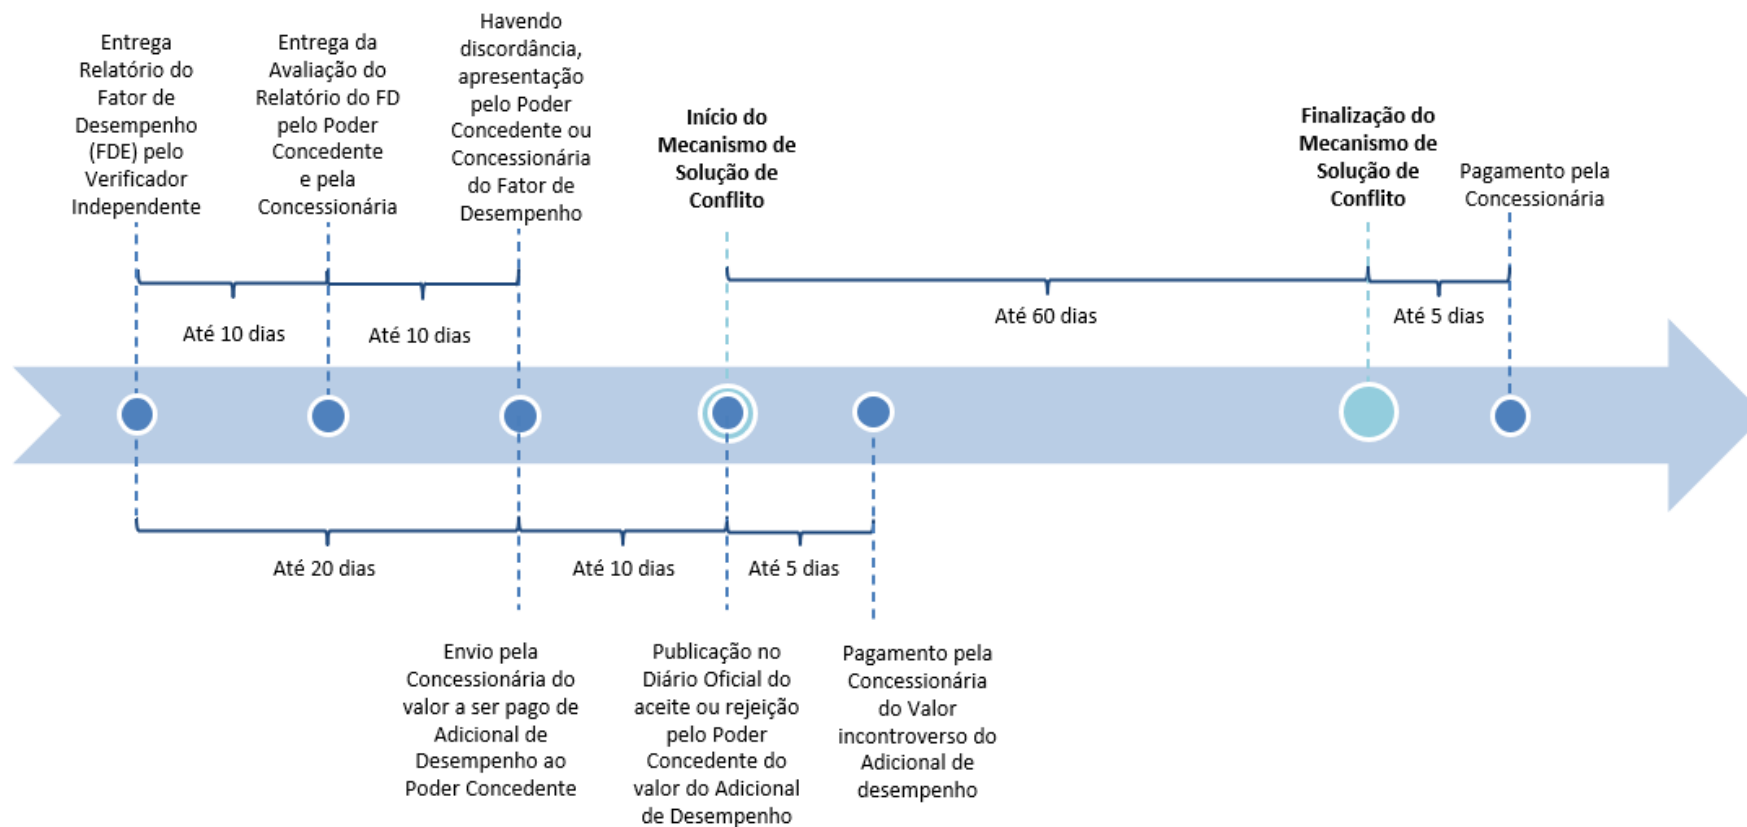 Entrega
Relatório do
Fator de
Desempenho
(FDE) pelo
Verificador
Independente
Entrega da
Avaliação do
Relatório do FD
pelo Poder
Concedente
e pela
Concessionária
Havendo
discordância,
apresentação
pelo Poder
Concedente ou
Concessionária
do Fator de
Desempenho
Início do
Mecanismo de
Solução de
Conflito
Finalização do
Mecanismo de
Solução de
Conflito
Pagamento pela
Concessionária
Até 10 dias
Até 10 dias
Até 60 dias
Até 5 dias
Até 20 dias
Até 10 dias
Até 5 dias
Envio pela
Concessionária do
valor a ser pago de
Adicional de
Desempenho ao
Poder Concedente
Publicação no
Diário Oficial do
aceite ou rejeição
pelo Poder
Concedente do
valor do Adicional
de Desempenho
Pagamento pela
Concessionária
do Valor
incontroverso do
Adicional de
desempenho